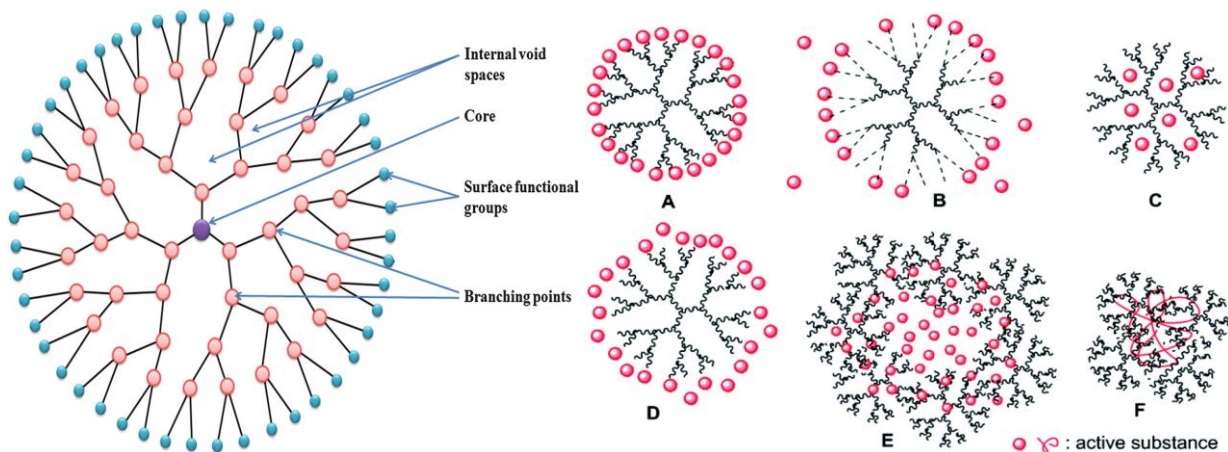 Internal void
spaces
Core
Surface functional
groups
Branching points
A
B
C
D
E
F
: active substance